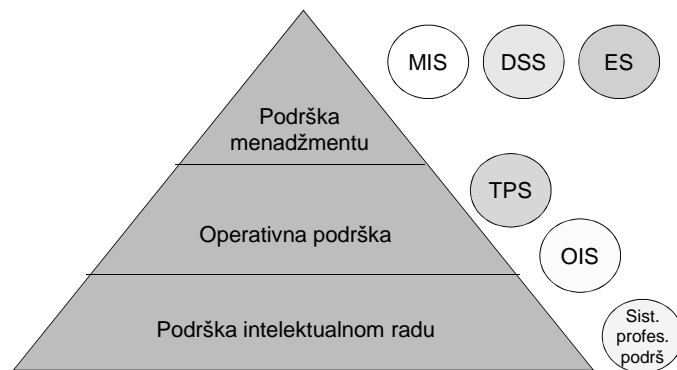 MIS DSS ES
Podrška
menadžmentu
TPS
Operativna podrška
OIS
Podrška intelektualnom radu
Sist.
profes.
podrš